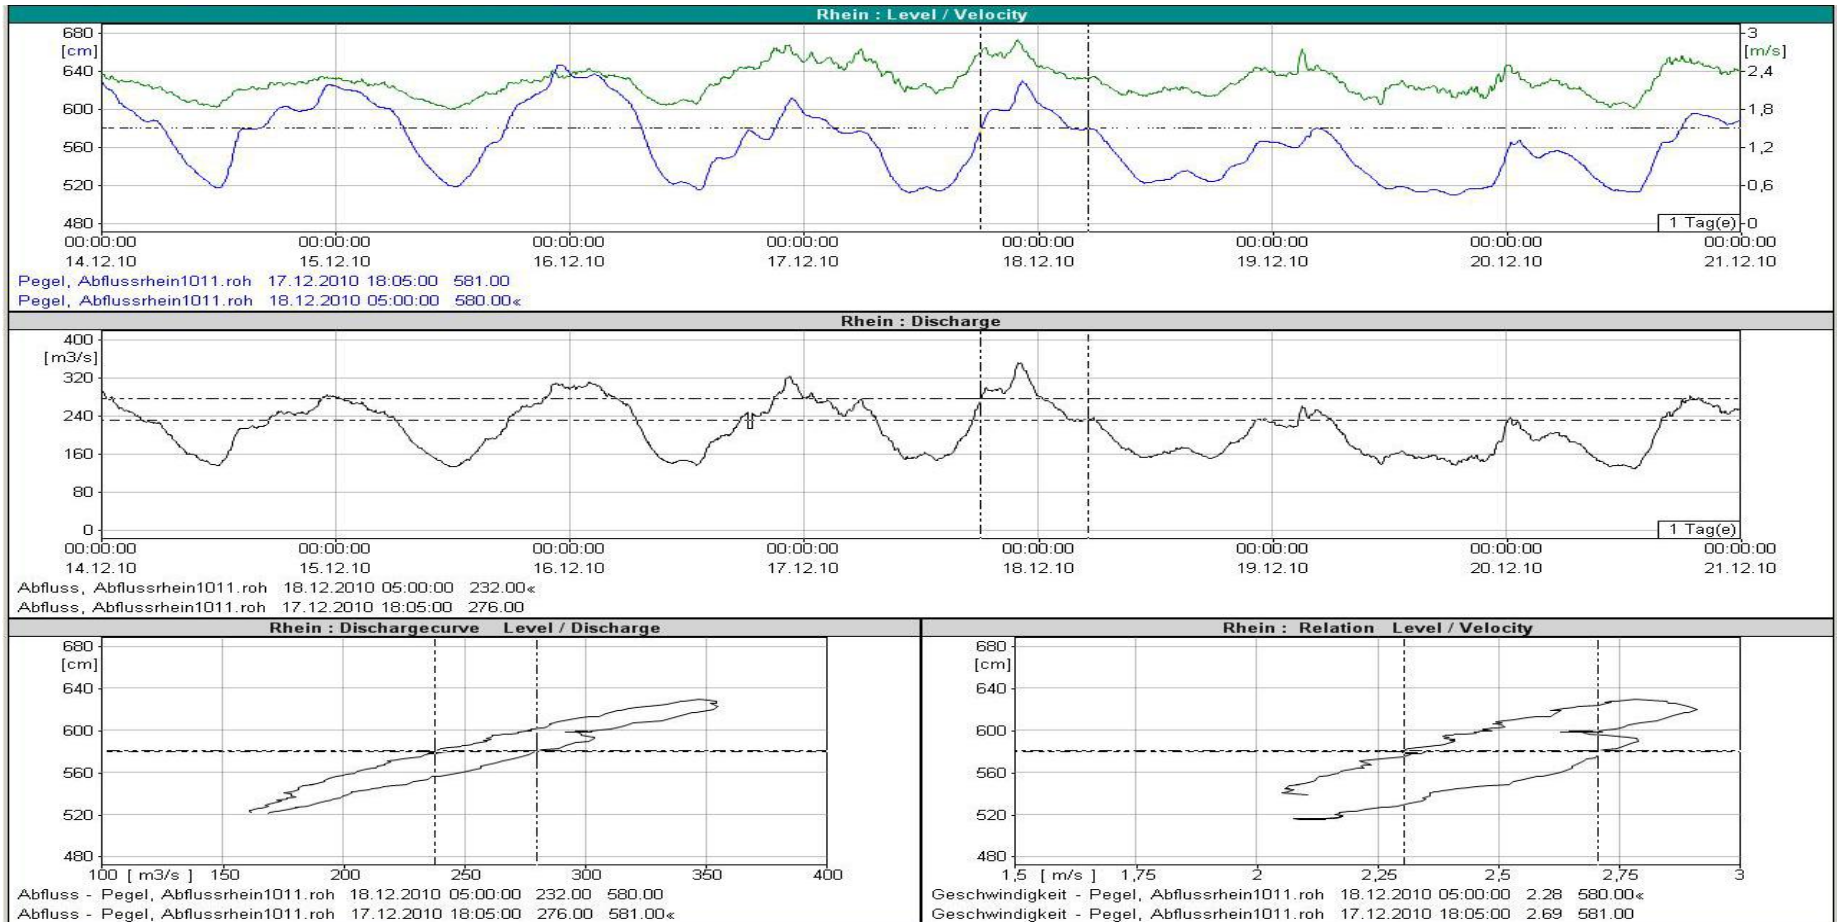 Rhein : Level / Velocity
680
[cm]
640
600
560
520
480
3
[m/s]
2,4
1,8
1,2
0,6
0
1 Tag(e)
00:00:00 00:00:00 00:00:00 00:00:00 00:00:00 00:00:00 00:00:00 00:00:00
14.12.10 15.12.10 16.12.10 17.12.10 18.12.10 19.12.10 20.12.10 21.12.10
Pegel, Abflussrhein1011.roh 17.12.2010 18:05:00 581.00
Pegel, Abflussrhein1011.roh 18.12.2010 05:00:00 580.00«
Rhein : Discharge
400
[m3/s]
320
240
160
80
0
1 Tag(e)
00:00:00 00:00:00 00:00:00 00:00:00 00:00:00 00:00:00 00:00:00 00:00:00
14.12.10 15.12.10 16.12.10 17.12.10 18.12.10 19.12.10 20.12.10 21.12.10
Abfluss, Abflussrhein1011.roh 18.12.2010 05:00:00 232.00«
Abfluss, Abflussrhein1011.roh 17.12.2010 18:05:00 276.00
Rhein : Dischargecurve Level / Discharge
680
[cm]
640
600
560
520
480
100 [ m3/s ] 150 200 250 300 350 400
Abfluss - Pegel, Abflussrhein1011.roh 18.12.2010 05:00:00 232.00 580.00
Abfluss - Pegel, Abflussrhein1011.roh 17.12.2010 18:05:00 276.00 581.00«
Rhein : Relation Level / Velocity
680
[cm]
640
600
560
520
480
1,5 [ m/s ] 1,75 2 2,25 2,5 2,75 3
Geschwindigkeit - Pegel, Abflussrhein1011.roh 18.12.2010 05:00:00 2.28 580.00«
Geschwindigkeit - Pegel, Abflussrhein1011.roh 17.12.2010 18:05:00 2.69 581.00